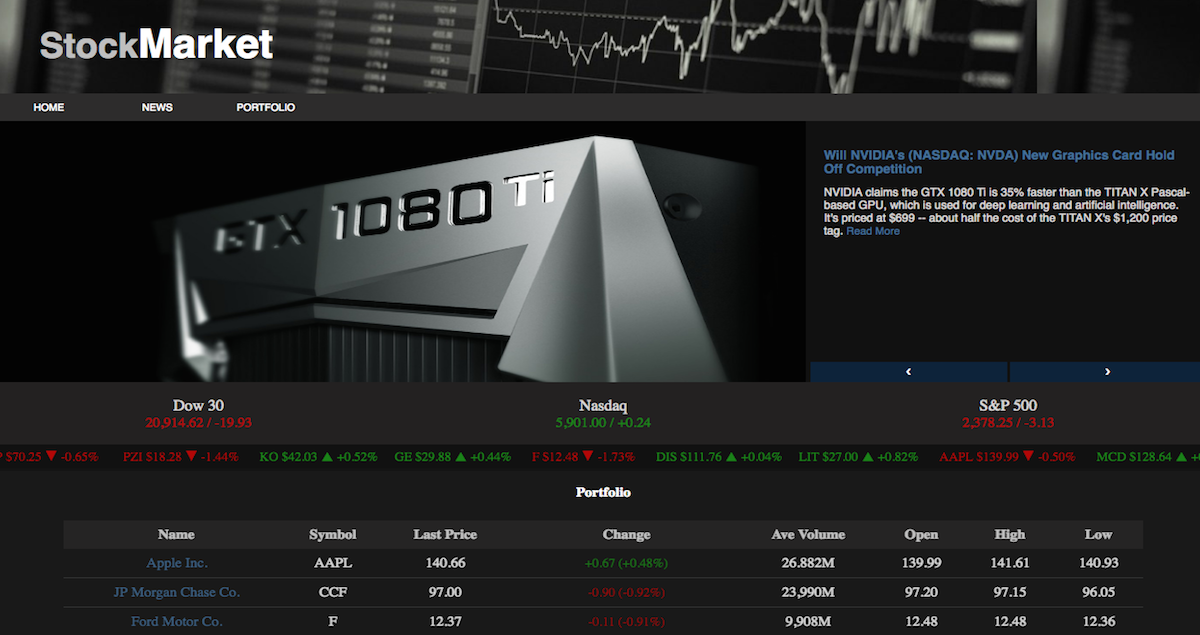 StockMarket
HOME NEWS PORTFOLIO
GTX 1080 Ti
Will NVIDIA's (NASDAQ: NVDA) New Graphics Card Hold
Off Competition
NVIDIA claims the GTX 1080 Ti is 35% faster than the TITAN X Pascal-
based GPU, which is used for deep learning and artificial intelligence.
It's priced at $699 -- about half the cost of the TITAN X's $1,200 price
tag. Read More
‹ ›
Dow 30 Nasdaq S&P 500
20,914.62 / -19.93 5,901.00 / +0.24 2,378.25 / -3.13
$70.25 ▼ -0.65% PZI $18.28 ▼ -1.44% KO $42.03 ▲ +0.52% GE $29.88 ▲ +0.44% F $12.48 ▼ -1.73% DIS $111.76 ▲ +0.04% LIT $27.00 ▲ +0.82% AAPL $139.99 ▼ -0.50% MCD $128.64 ▲
Portfolio
Name Symbol Last Price Change Ave Volume Open High Low
Apple Inc. AAPL 140.66 +0.67 (+0.48%) 26.882M 139.99 141.61 140.93
JP Morgan Chase Co. CCF 97.00 -0.90 (-0.92%) 23,990M 97.20 97.15 96.05
Ford Motor Co. F 12.37 -0.11 (-0.91%) 9,908M 12.48 12.48 12.36